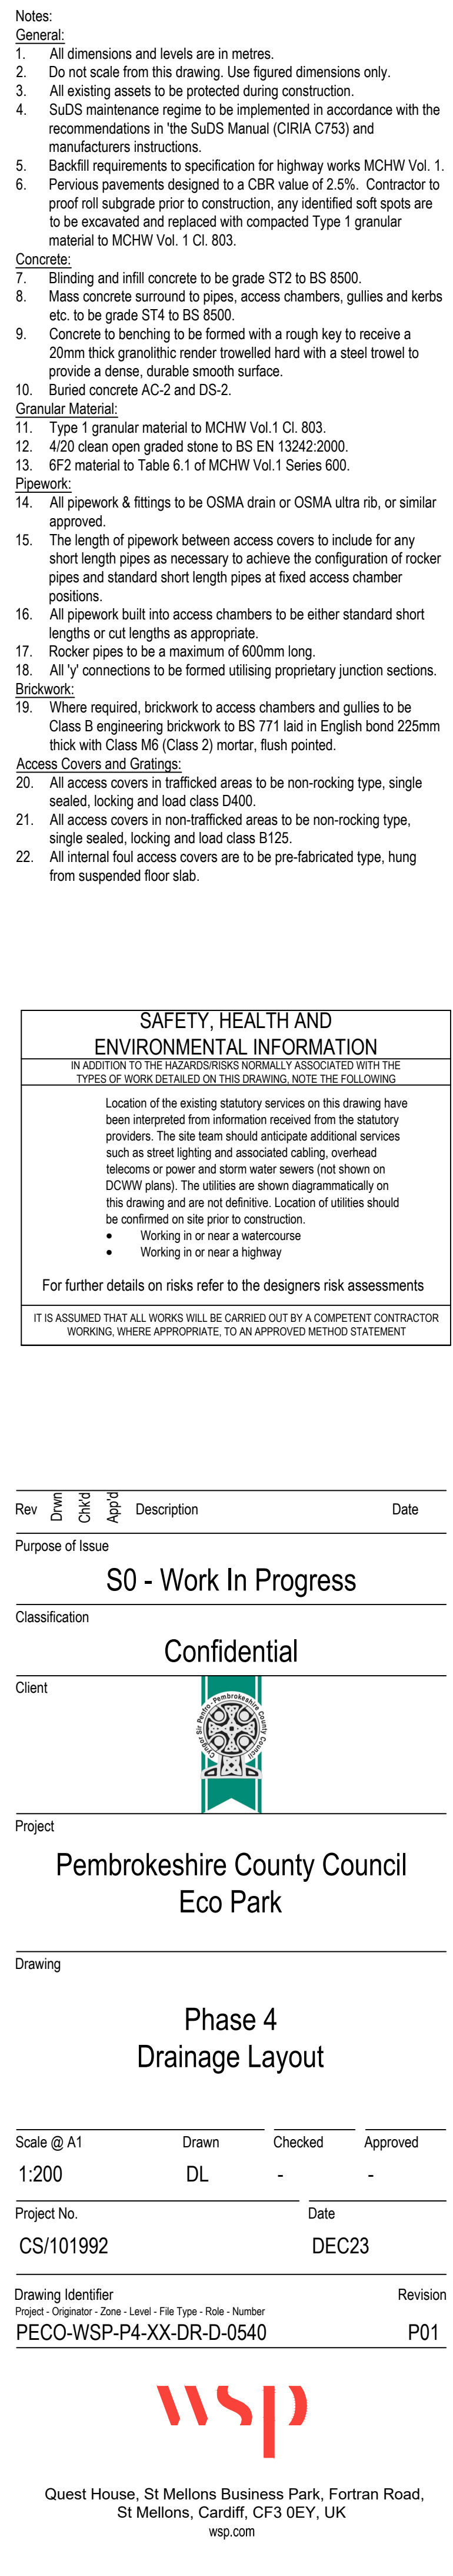 Notes:
General:
1. All dimensions and levels are in metres.
2. Do not scale from this drawing. Use figured dimensions only.
3. All existing assets to be protected during construction.
4. SuDS maintenance regime to be implemented in accordance with the
recommendations in 'the SuDS Manual (CIRIA C753) and
manufacturers instructions.
5. Backfill requirements to specification for highway works MCHW Vol. 1.
6. Pervious pavements designed to a CBR value of 2.5%. Contractor to
proof roll subgrade prior to construction, any identified soft spots are
to be excavated and replaced with compacted Type 1 granular
material to MCHW Vol. 1 Cl. 803.
Concrete:
7. Blinding and infill concrete to be grade ST2 to BS 8500.
8. Mass concrete surround to pipes, access chambers, gullies and kerbs
etc. to be grade ST4 to BS 8500.
9. Concrete to benching to be formed with a rough key to receive a
20mm thick granolithic render trowelled hard with a steel trowel to
provide a dense, durable smooth surface.
10. Buried concrete AC-2 and DS-2.
Granular Material:
11. Type 1 granular material to MCHW Vol.1 Cl. 803.
12. 4/20 clean open graded stone to BS EN 13242:2000.
13. 6F2 material to Table 6.1 of MCHW Vol.1 Series 600.
Pipework:
14. All pipework & fittings to be OSMA drain or OSMA ultra rib, or similar
approved.
15. The length of pipework between access covers to include for any
short length pipes as necessary to achieve the configuration of rocker
pipes and standard short length pipes at fixed access chamber
positions.
16. All pipework built into access chambers to be either standard short
lengths or cut lengths as appropriate.
17. Rocker pipes to be a maximum of 600mm long.
18. All 'y' connections to be formed utilising proprietary junction sections.
Brickwork:
19. Where required, brickwork to access chambers and gullies to be
Class B engineering brickwork to BS 771 laid in English bond 225mm
thick with Class M6 (Class 2) mortar, flush pointed.
Access Covers and Gratings:
20. All access covers in trafficked areas to be non-rocking type, single
sealed, locking and load class D400.
21. All access covers in non-trafficked areas to be non-rocking type,
single sealed, locking and load class B125.
22. All internal foul access covers are to be pre-fabricated type, hung
from suspended floor slab.
SAFETY, HEALTH AND
ENVIRONMENTAL INFORMATION
IN ADDITION TO THE HAZARDS/RISKS NORMALLY ASSOCIATED WITH THE
TYPES OF WORK DETAILED ON THIS DRAWING, NOTE THE FOLLOWING
Location of the existing statutory services on this drawing have
been interpreted from information received from the statutory
providers. The site team should anticipate additional services
such as street lighting and associated cabling, overhead
telecoms or power and storm water sewers (not shown on
DCWW plans). The utilities are shown diagrammatically on
this drawing and are not definitive. Location of utilities should
be confirmed on site prior to construction.
• Working in or near a watercourse
• Working in or near a highway
For further details on risks refer to the designers risk assessments
IT IS ASSUMED THAT ALL WORKS WILL BE CARRIED OUT BY A COMPETENT CONTRACTOR
WORKING, WHERE APPROPRIATE, TO AN APPROVED METHOD STATEMENT
Rev Drwn Chk'd App'd Description Date
Purpose of Issue
S0 - Work In Progress
Classification
Confidential
Client
Cyngor Sir Penfro - Pembrokeshire County Council
Project
Pembrokeshire County Council
Eco Park
Drawing
Phase 4
Drainage Layout
Scale @ A1 Drawn Checked Approved
1:200 DL - -
Project No. Date
CS/101992 DEC23
Drawing Identifier Revision
Project - Originator - Zone - Level - File Type - Role - Number
PECO-WSP-P4-XX-DR-D-0540 P01
wsp
Quest House, St Mellons Business Park, Fortran Road,
St Mellons, Cardiff, CF3 0EY, UK
wsp.com